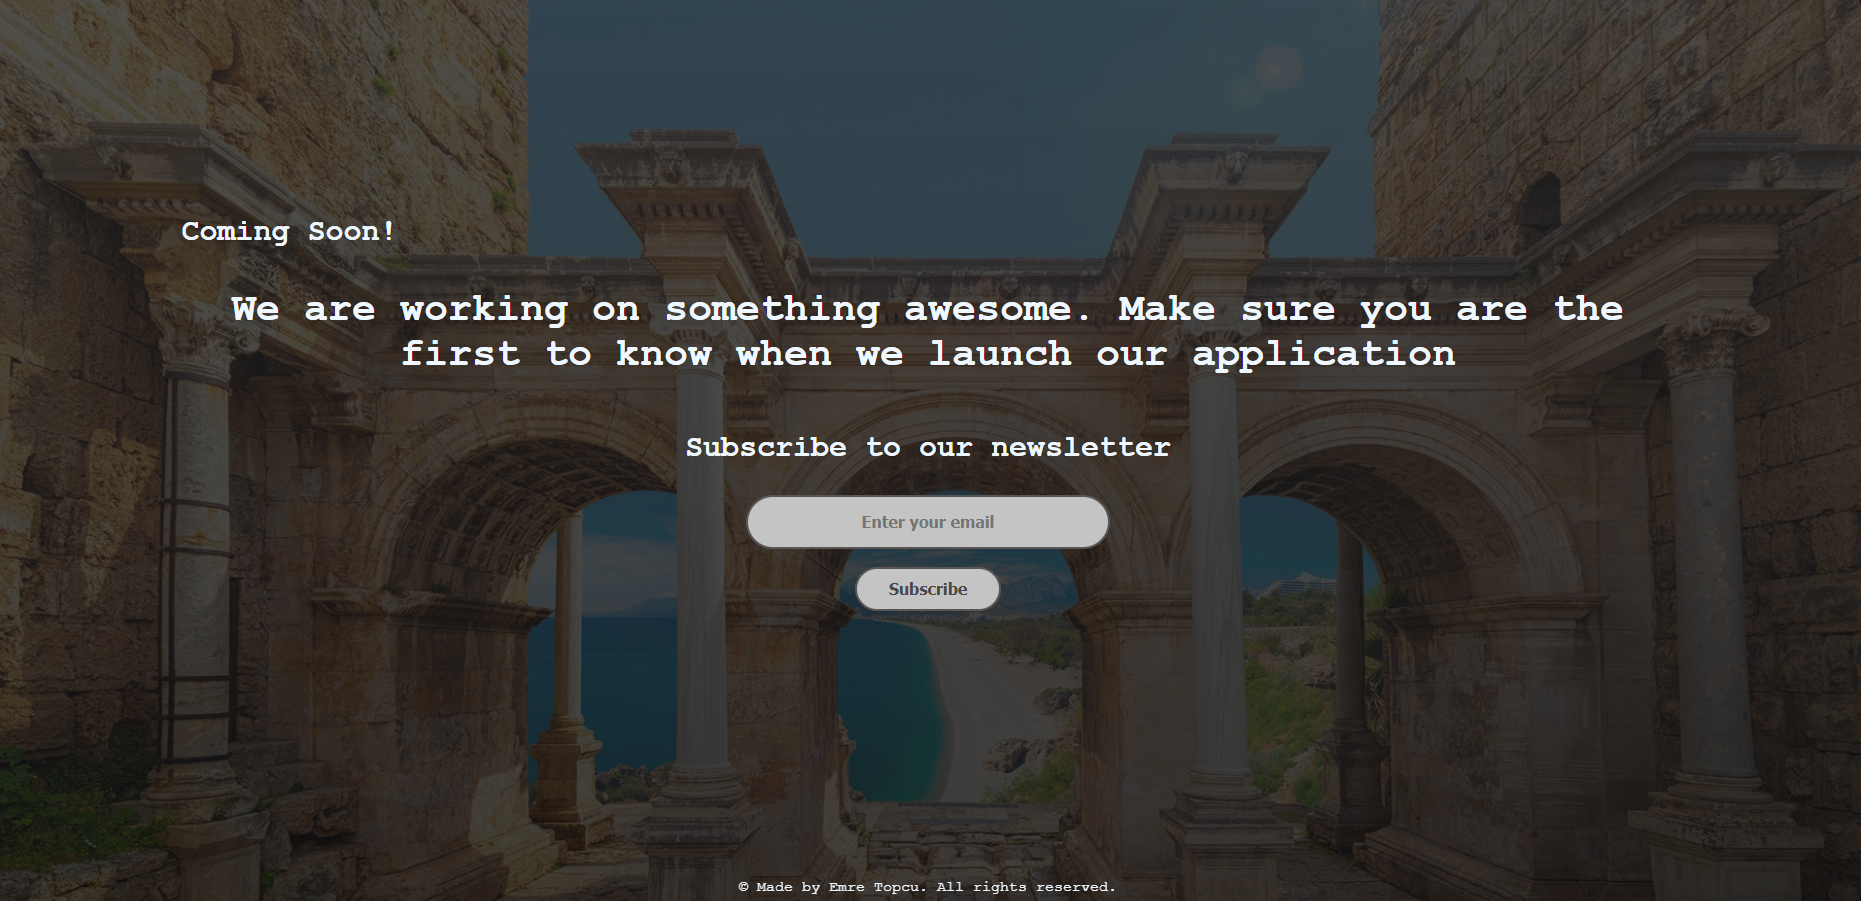 Coming Soon!
We are working on something awesome. Make sure you are the
first to know when we launch our application
Subscribe to our newsletter
Enter your email
Subscribe
© Made by Emre Topcu. All rights reserved.